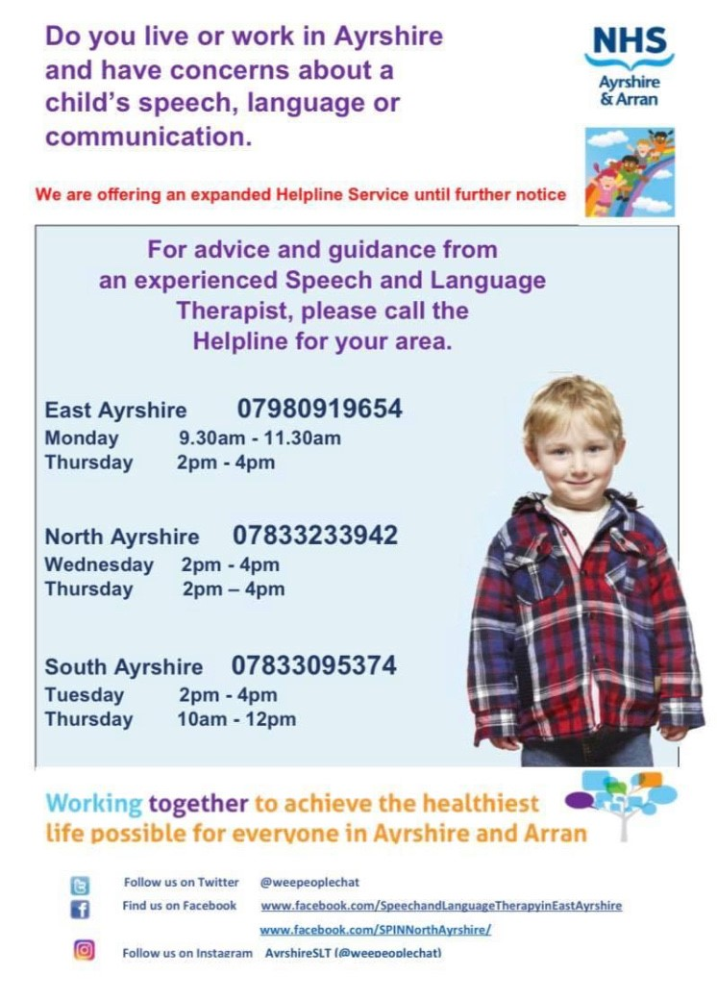 Do you live or work in Ayrshire
and have concerns about a
child's speech, language or
communication.
NHS
Ayrshire
& Arran
We are offering an expanded Helpline Service until further notice
For advice and guidance from
an experienced Speech and Language
Therapist, please call the
Helpline for your area.
East Ayrshire 07980919654
Monday 9.30am - 11.30am
Thursday 2pm - 4pm
North Ayrshire 07833233942
Wednesday 2pm - 4pm
Thursday 2pm – 4pm
South Ayrshire 07833095374
Tuesday 2pm - 4pm
Thursday 10am - 12pm
Working together to achieve the healthiest
life possible for everyone in Ayrshire and Arran
Follow us on Twitter @weepeoplechat
Find us on Facebook www.facebook.com/SpeechandLanguageTherapyinEastAyrshire
www.facebook.com/SPINNorthAyrshire/
Follow us on Instagram AyrshireSLT (@weepeoplechat)